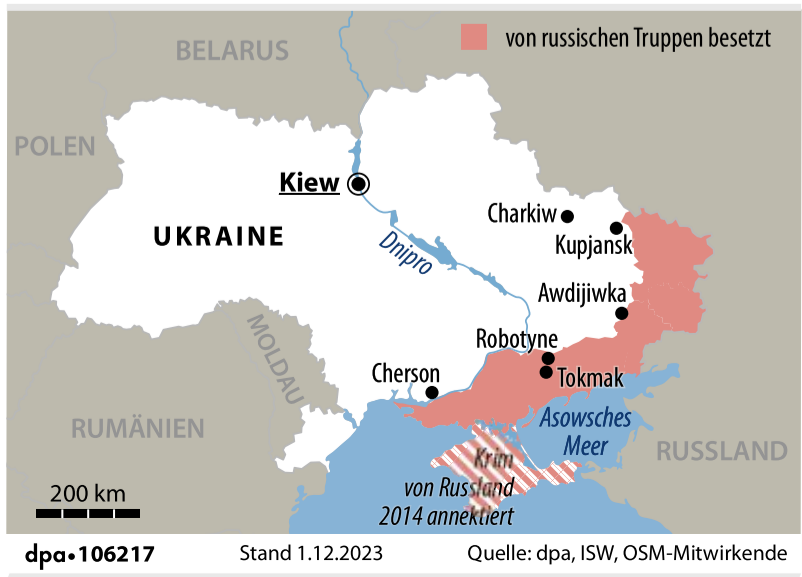 BELARUS
von russischen Truppen besetzt
POLEN
Kiew
UKRAINE
Charkiw
Kupjansk
Dnipro
Awdijiwka
Robotyne
MOLDAU
Cherson
Tokmak
Asowsches
Meer
RUMÄNIEN
RUSSLAND
Krim
von Russland
2014 annektiert
200 km
dpa•106217
Stand 1.12.2023
Quelle: dpa, ISW, OSM-Mitwirkende